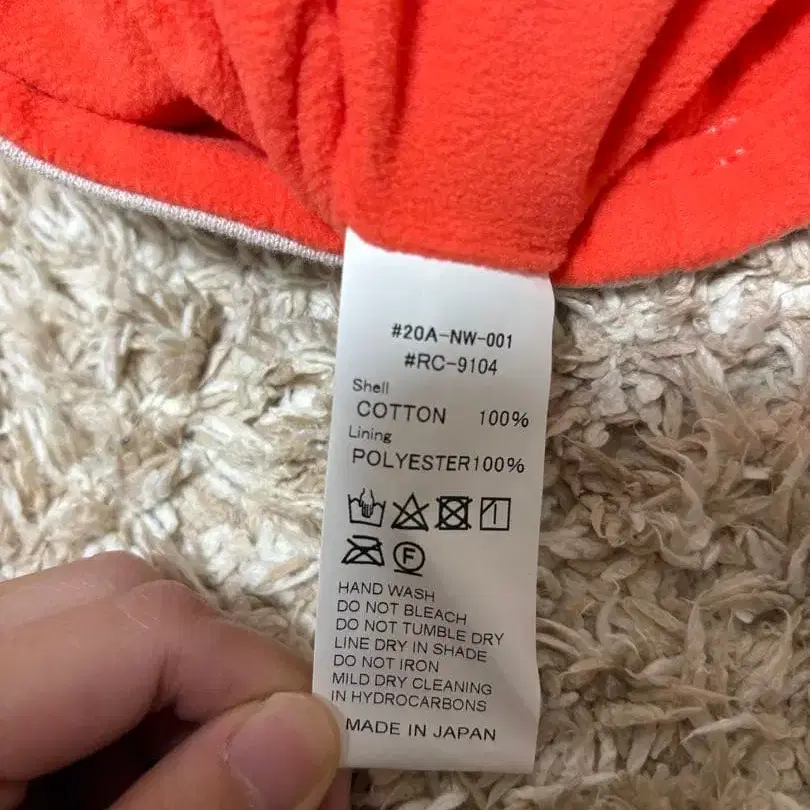 #20A-NW-001
#RC-9104
Shell
COTTON 100%
Lining
POLYESTER100%
F
HAND WASH
DO NOT BLEACH
DO NOT TUMBLE DRY
LINE DRY IN SHADE
DO NOT IRON
MILD DRY CLEANING
IN HYDROCARBONS
MADE IN JAPAN